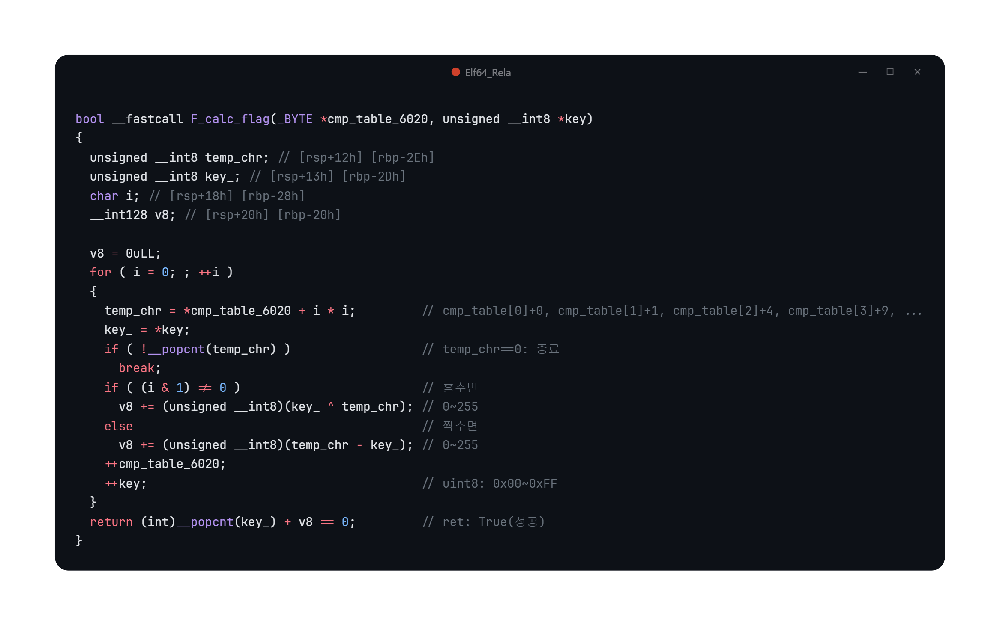 Elf64_Rela
bool __fastcall F_calc_flag(_BYTE *cmp_table_6020, unsigned __int8 *key)
{
  unsigned __int8 temp_chr; // [rsp+12h] [rbp-2Eh]
  unsigned __int8 key_; // [rsp+13h] [rbp-2Dh]
  char i; // [rsp+18h] [rbp-28h]
  __int128 v8; // [rsp+20h] [rbp-20h]
  v8 = 0uLL;
  for ( i = 0; ; ++i )
  {
    temp_chr = *cmp_table_6020 + i * i;         // cmp_table[0]+0, cmp_table[1]+1, cmp_table[2]+4, cmp_table[3]+9, ...
    key_ = *key;
    if ( !__popcnt(temp_chr) )                  // temp_chr==0: 종료
      break;
    if ( (i & 1) != 0 )                         // 홀수면
      v8 += (unsigned __int8)(key_ ^ temp_chr); // 0~255
    else                                        // 짝수면
      v8 += (unsigned __int8)(temp_chr - key_); // 0~255
    ++cmp_table_6020;
    ++key;                                      // uint8: 0x00~0xFF
  }
  return (int)__popcnt(key_) + v8 == 0;         // ret: True(성공)
}